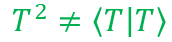 T² ≠ ⟨T|T⟩